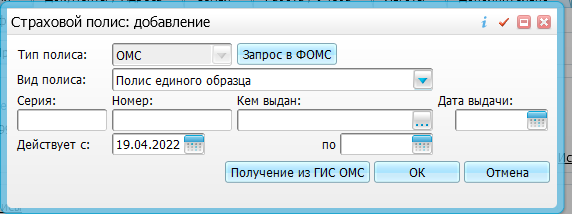 Страховой полис: добавление
Тип полиса: ОМС Запрос в ФОМС
Вид полиса: Полис единого образца
Серия: Номер: Кем выдан: Дата выдачи:
Действует с: 19.04.2022 по
Получение из ГИС ОМС ОК Отмена